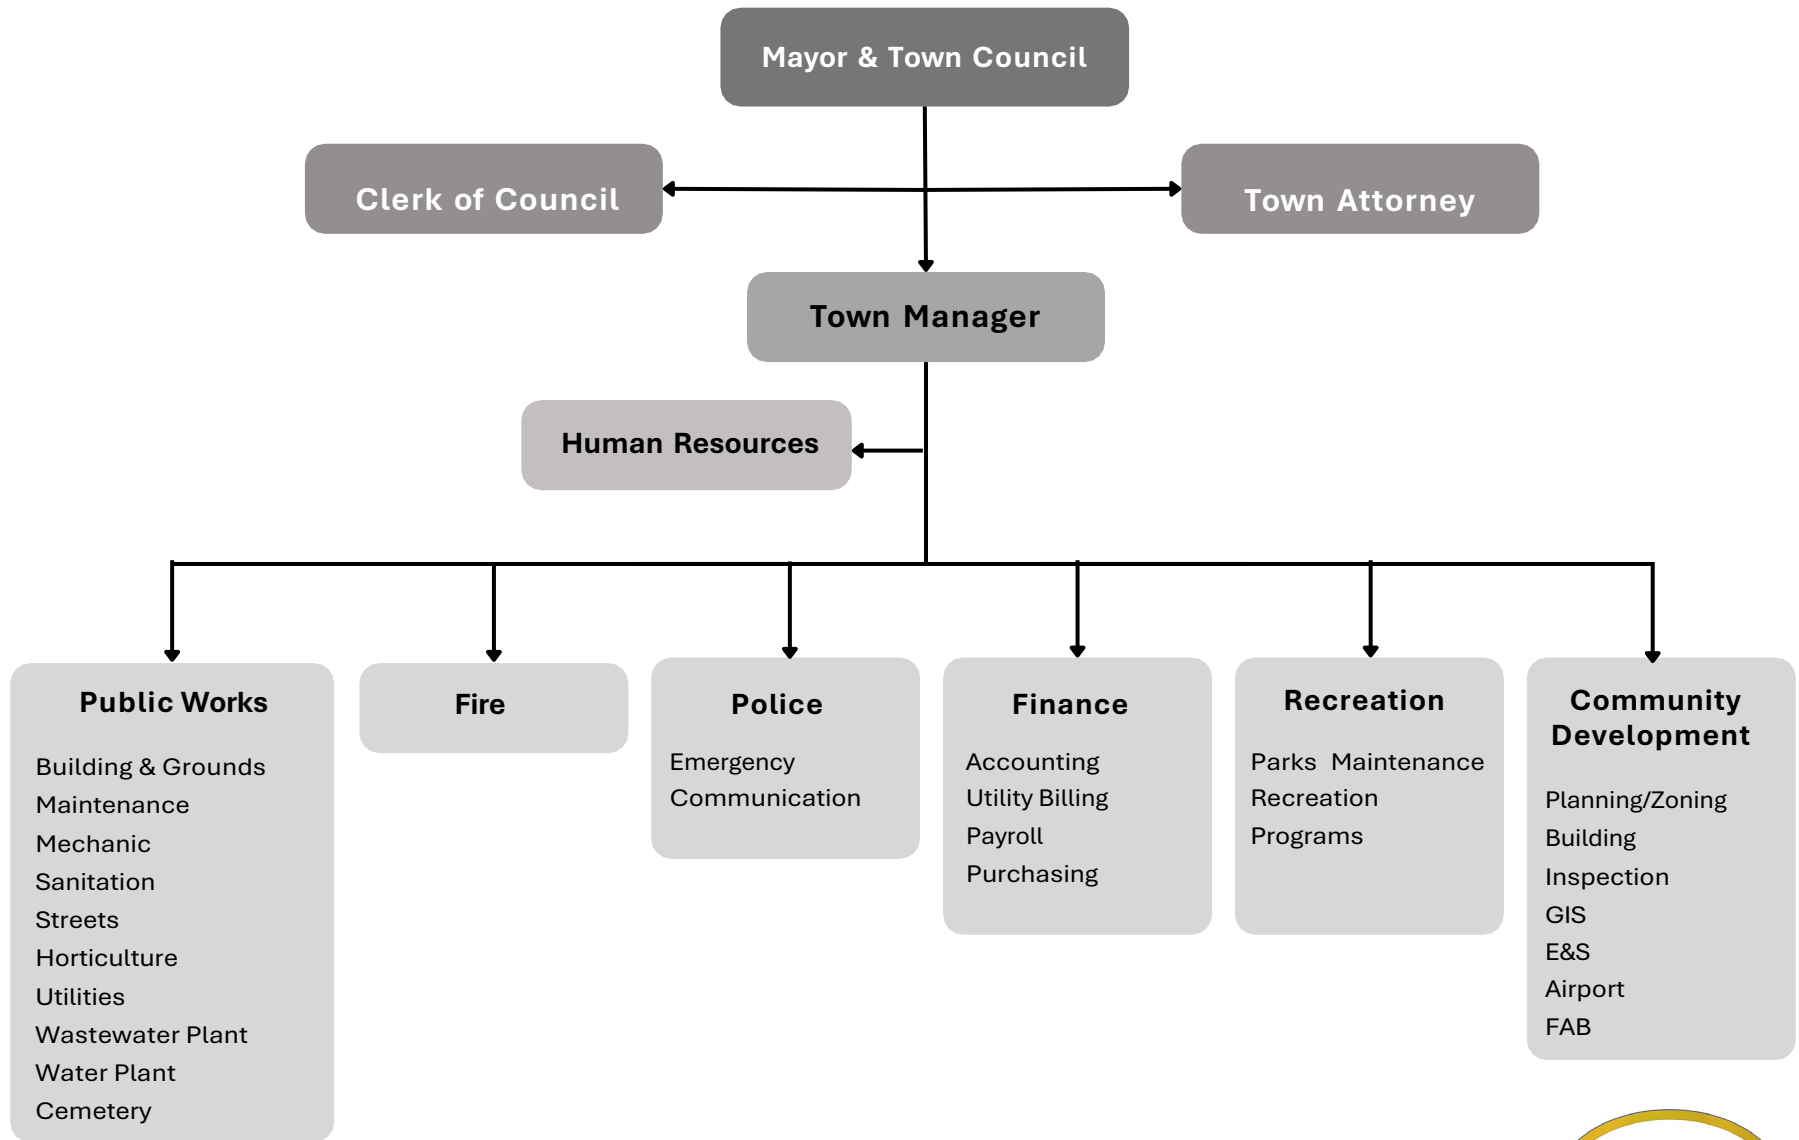 Mayor & Town Council
Clerk of Council
Town Attorney
Town Manager
Human Resources
Public Works
Building & Grounds
Maintenance
Mechanic
Sanitation
Streets
Horticulture
Utilities
Wastewater Plant
Water Plant
Cemetery
Fire
Police
Emergency
Communication
Finance
Accounting
Utility Billing
Payroll
Purchasing
Recreation
Parks Maintenance
Recreation
Programs
Community
Development
Planning/Zoning
Building
Inspection
GIS
E&S
Airport
FAB